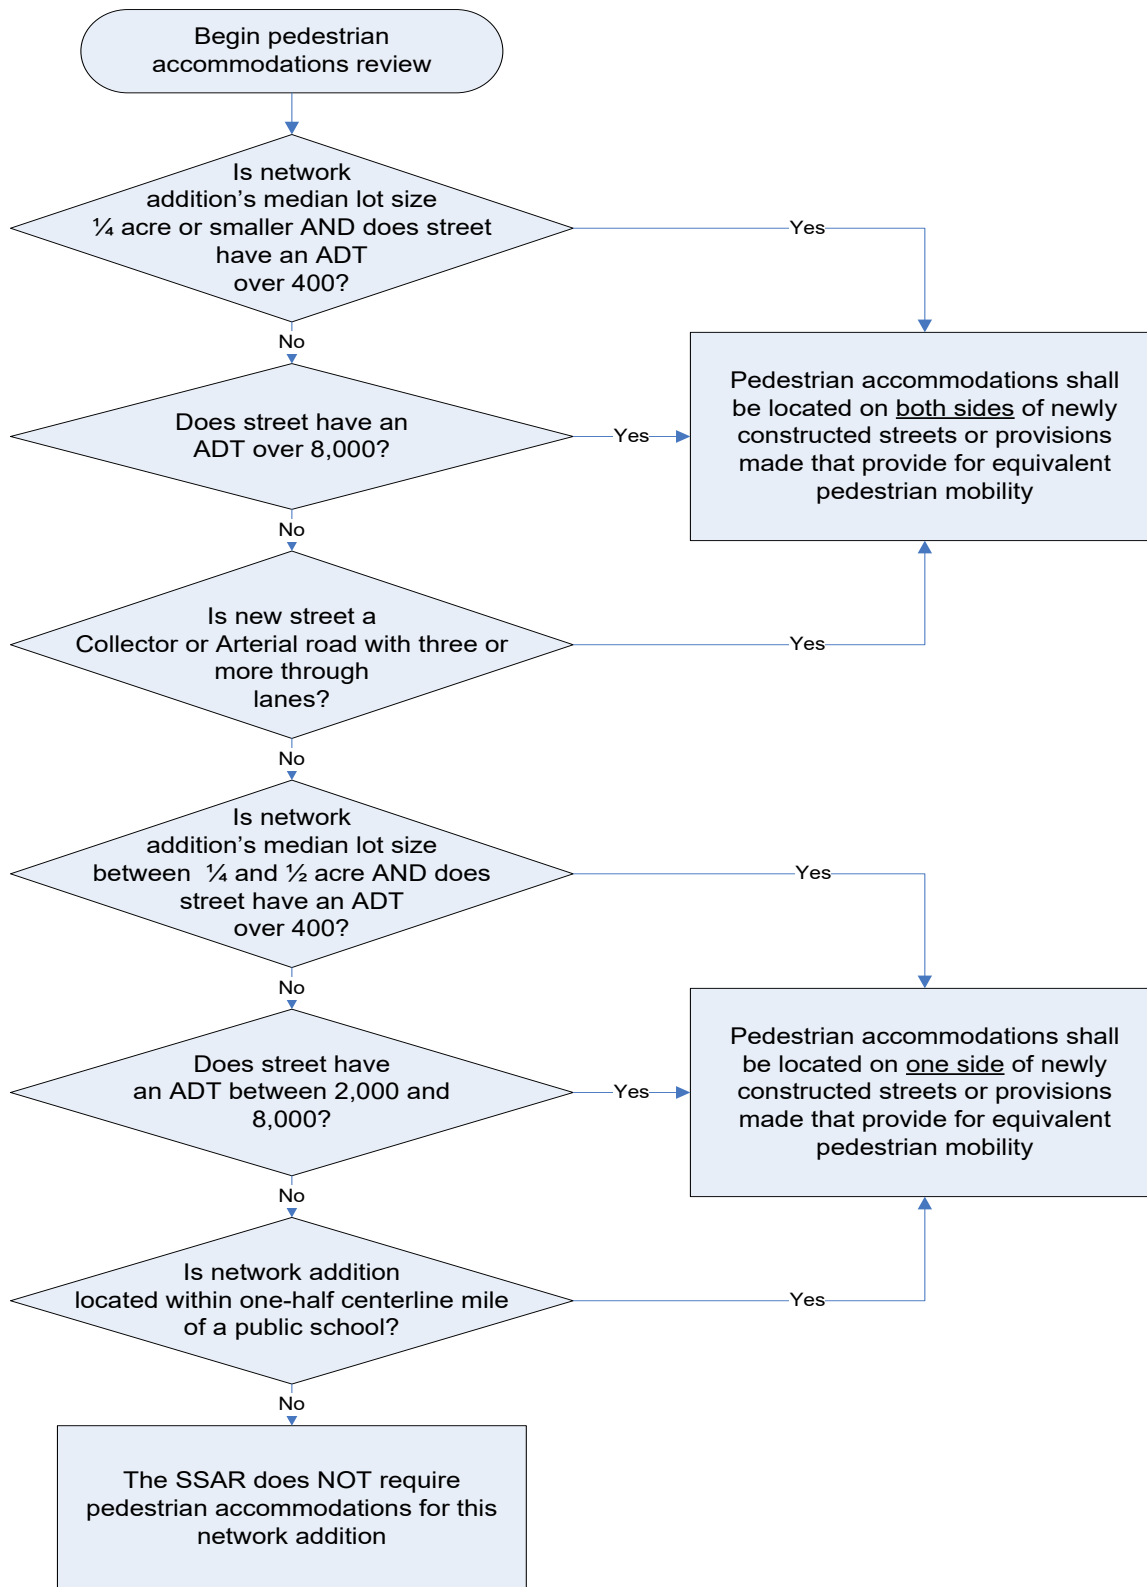 Begin pedestrian
accommodations review
Is network
addition’s median lot size
¼ acre or smaller AND does street
have an ADT
over 400?
Yes
No
Does street have an
ADT over 8,000?
Yes
Pedestrian accommodations shall
be located on both sides of newly
constructed streets or provisions
made that provide for equivalent
pedestrian mobility
No
Is new street a
Collector or Arterial road with three or
more through
lanes?
Yes
No
Is network
addition’s median lot size
between ¼ and ½ acre AND does
street have an ADT
over 400?
Yes
No
Does street have
an ADT between 2,000 and
8,000?
Yes
Pedestrian accommodations shall
be located on one side of newly
constructed streets or provisions
made that provide for equivalent
pedestrian mobility
No
Is network addition
located within one-half centerline mile
of a public school?
Yes
No
The SSAR does NOT require
pedestrian accommodations for this
network addition